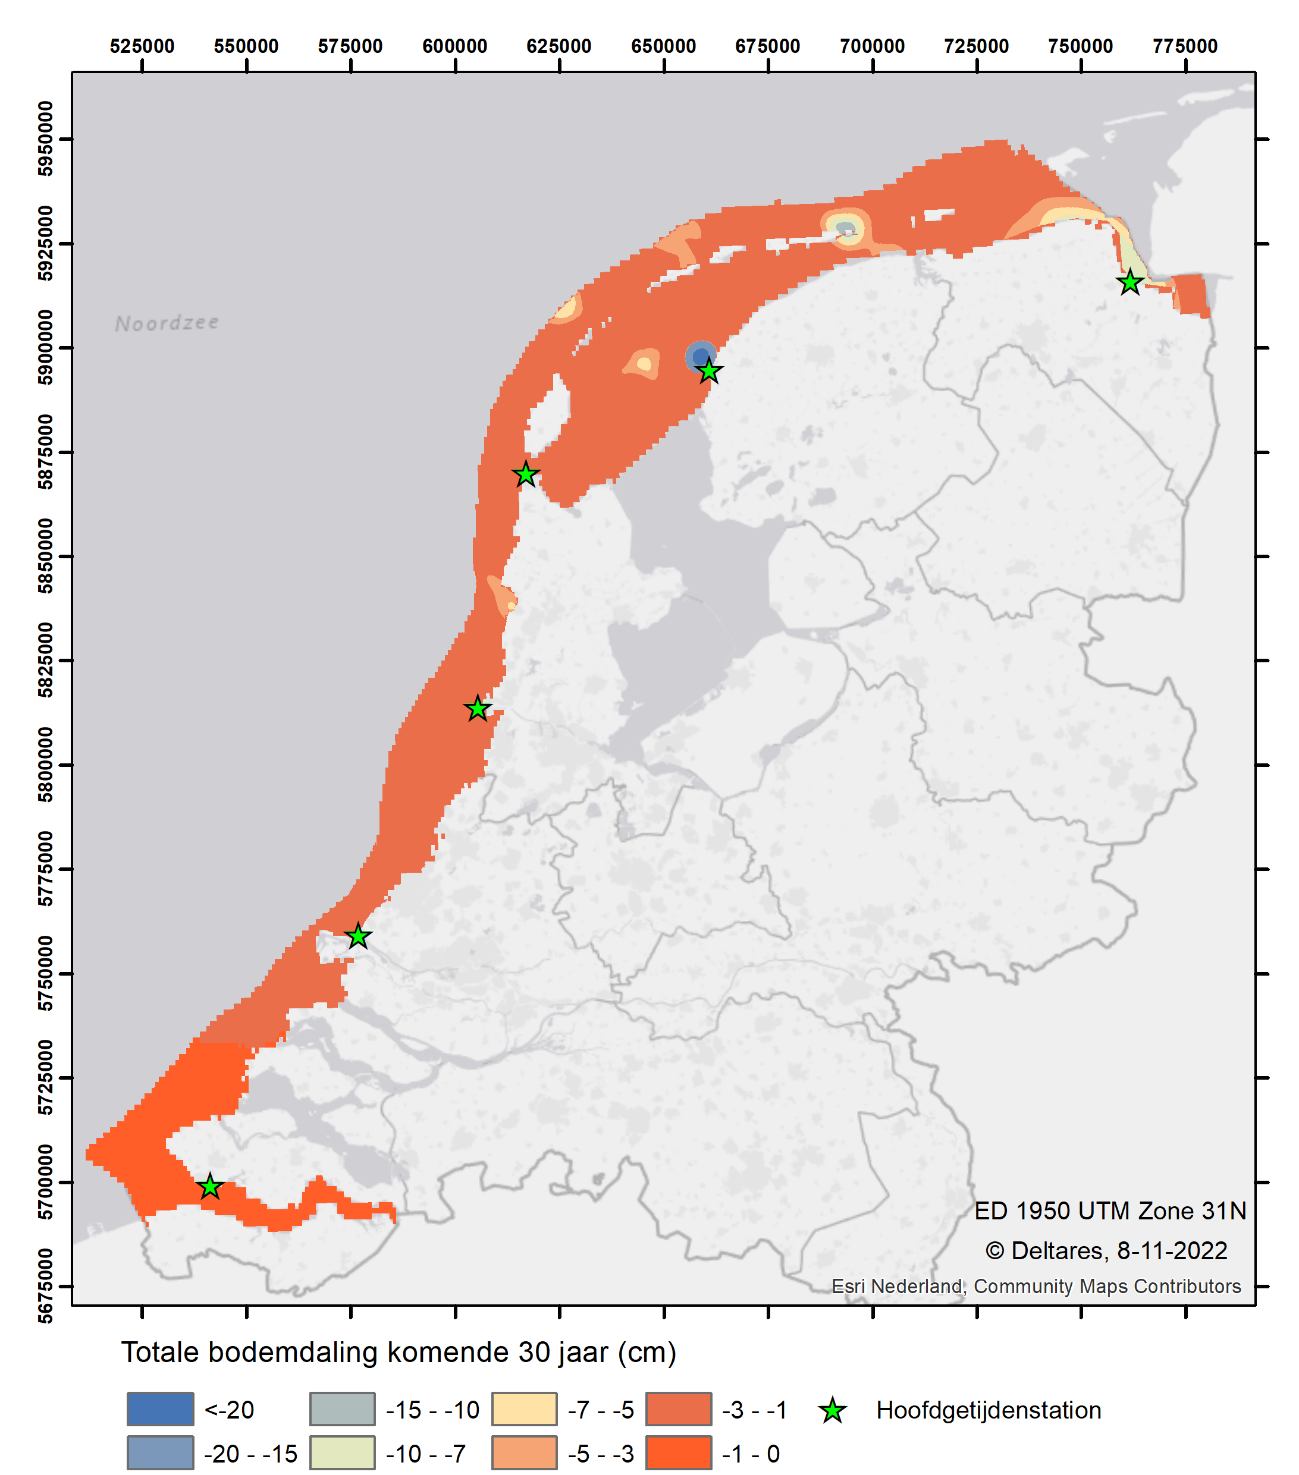 525000 550000 575000 600000 625000 650000 675000 700000 725000 750000 775000
5950000
5925000
5900000
5875000
5850000
5825000
5800000
5775000
5750000
5725000
5700000
5675000
Noordzee
ED 1950 UTM Zone 31N
© Deltares, 8-11-2022
Esri Nederland, Community Maps Contributors
Totale bodemdaling komende 30 jaar (cm)
<-20 -15 - -10 -7 - -5 -3 - -1 Hoofdgetijdenstation
-20 - -15 -10 - -7 -5 - -3 -1 - 0